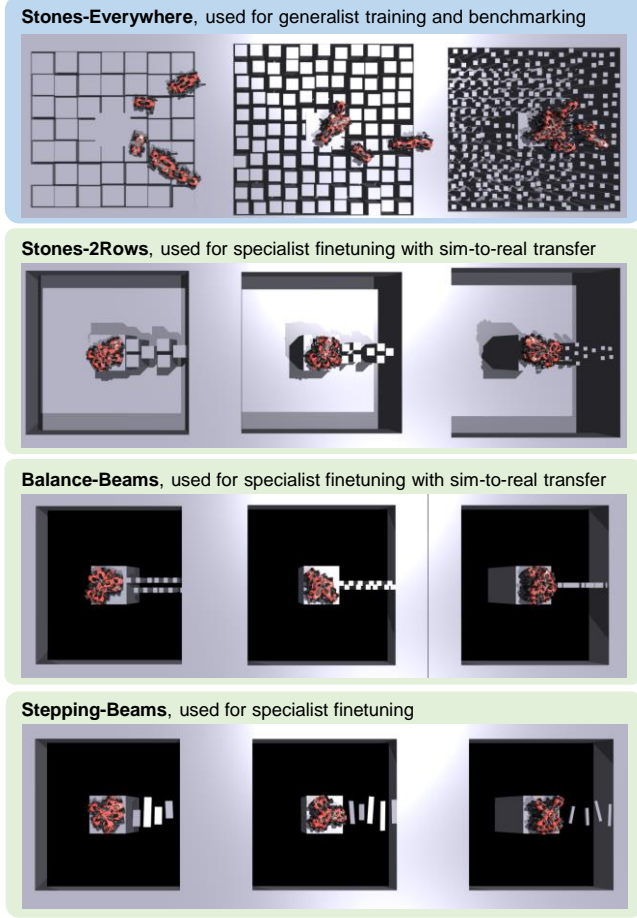 Stones-Everywhere, used for generalist training and benchmarking
Stones-2Rows, used for specialist finetuning with sim-to-real transfer
Balance-Beams, used for specialist finetuning with sim-to-real transfer
Stepping-Beams, used for specialist finetuning